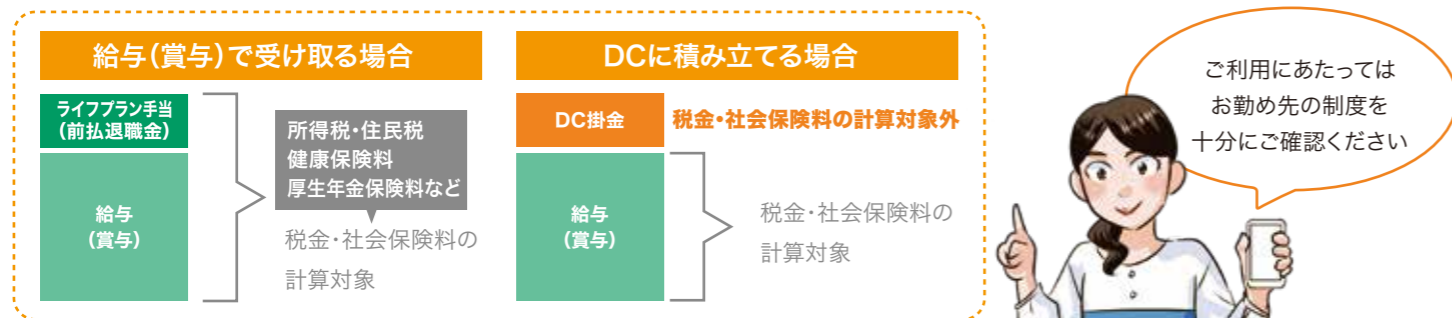 給与(賞与)で受け取る場合
ライフプラン手当
(前払退職金)
給与
(賞与)
所得税・住民税
健康保険料
厚生年金保険料など
税金・社会保険料の
計算対象
DCに積み立てる場合
DC掛金
税金・社会保険料の計算対象外
給与
(賞与)
税金・社会保険料の
計算対象
ご利用にあたっては
お勤め先の制度を
十分にご確認ください